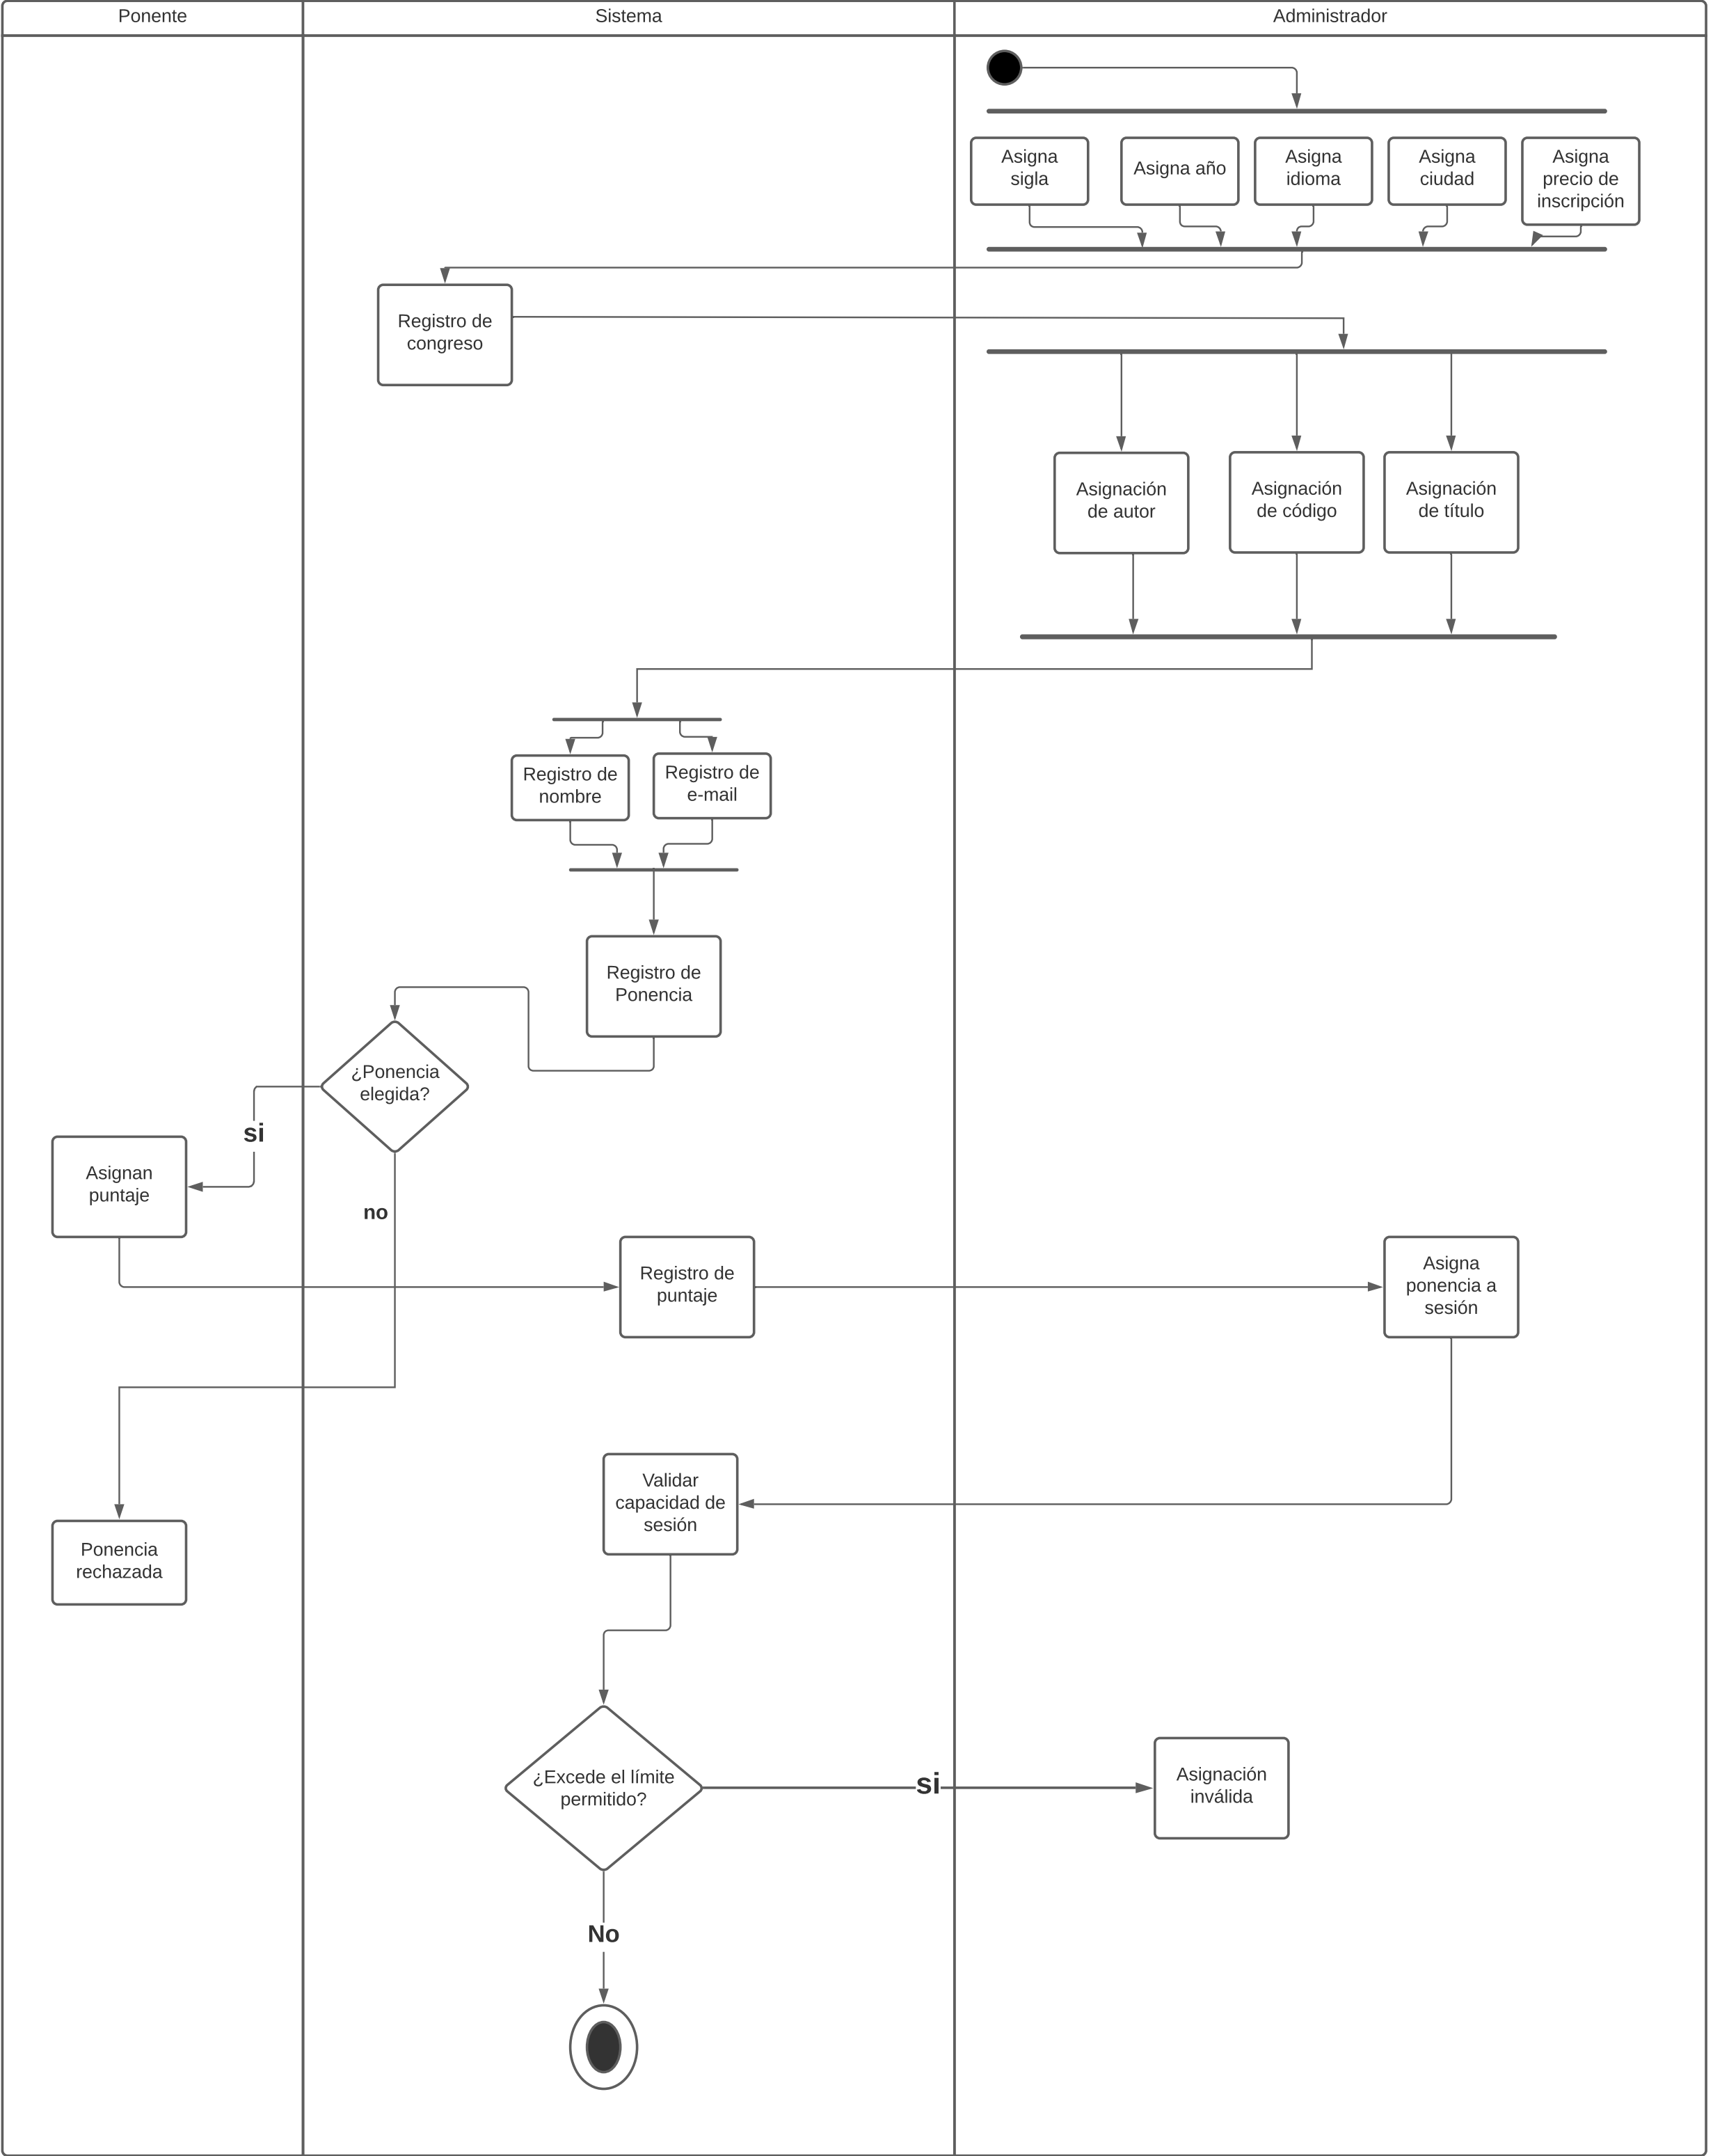 Ponente
Sistema
Administrador
Asigna
sigla
Asigna año
Asigna
idioma
Asigna
ciudad
Asigna
precio de
inscripción
Registro de
congreso
Asignación
de autor
Asignación
de código
Asignación
de título
Registro de
nombre
Registro de
e-mail
Registro de
Ponencia
¿Ponencia
elegida?
si
Asignan
puntaje
no
Registro de
puntaje
Asigna
ponencia a
sesión
Validar
capacidad de
sesión
Ponencia
rechazada
¿Excede el límite
permitido?
si
Asignación
inválida
No